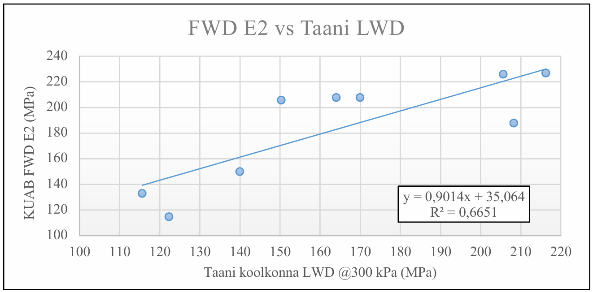 FWD E2 vs Taani LWD
KUAB FWD E2 (MPa)
240
220
200
180
160
140
120
100
y = 0,9014x + 35,064
R² = 0,6651
100 110 120 130 140 150 160 170 180 190 200 210 220
Taani koolkonna LWD @300 kPa (MPa)